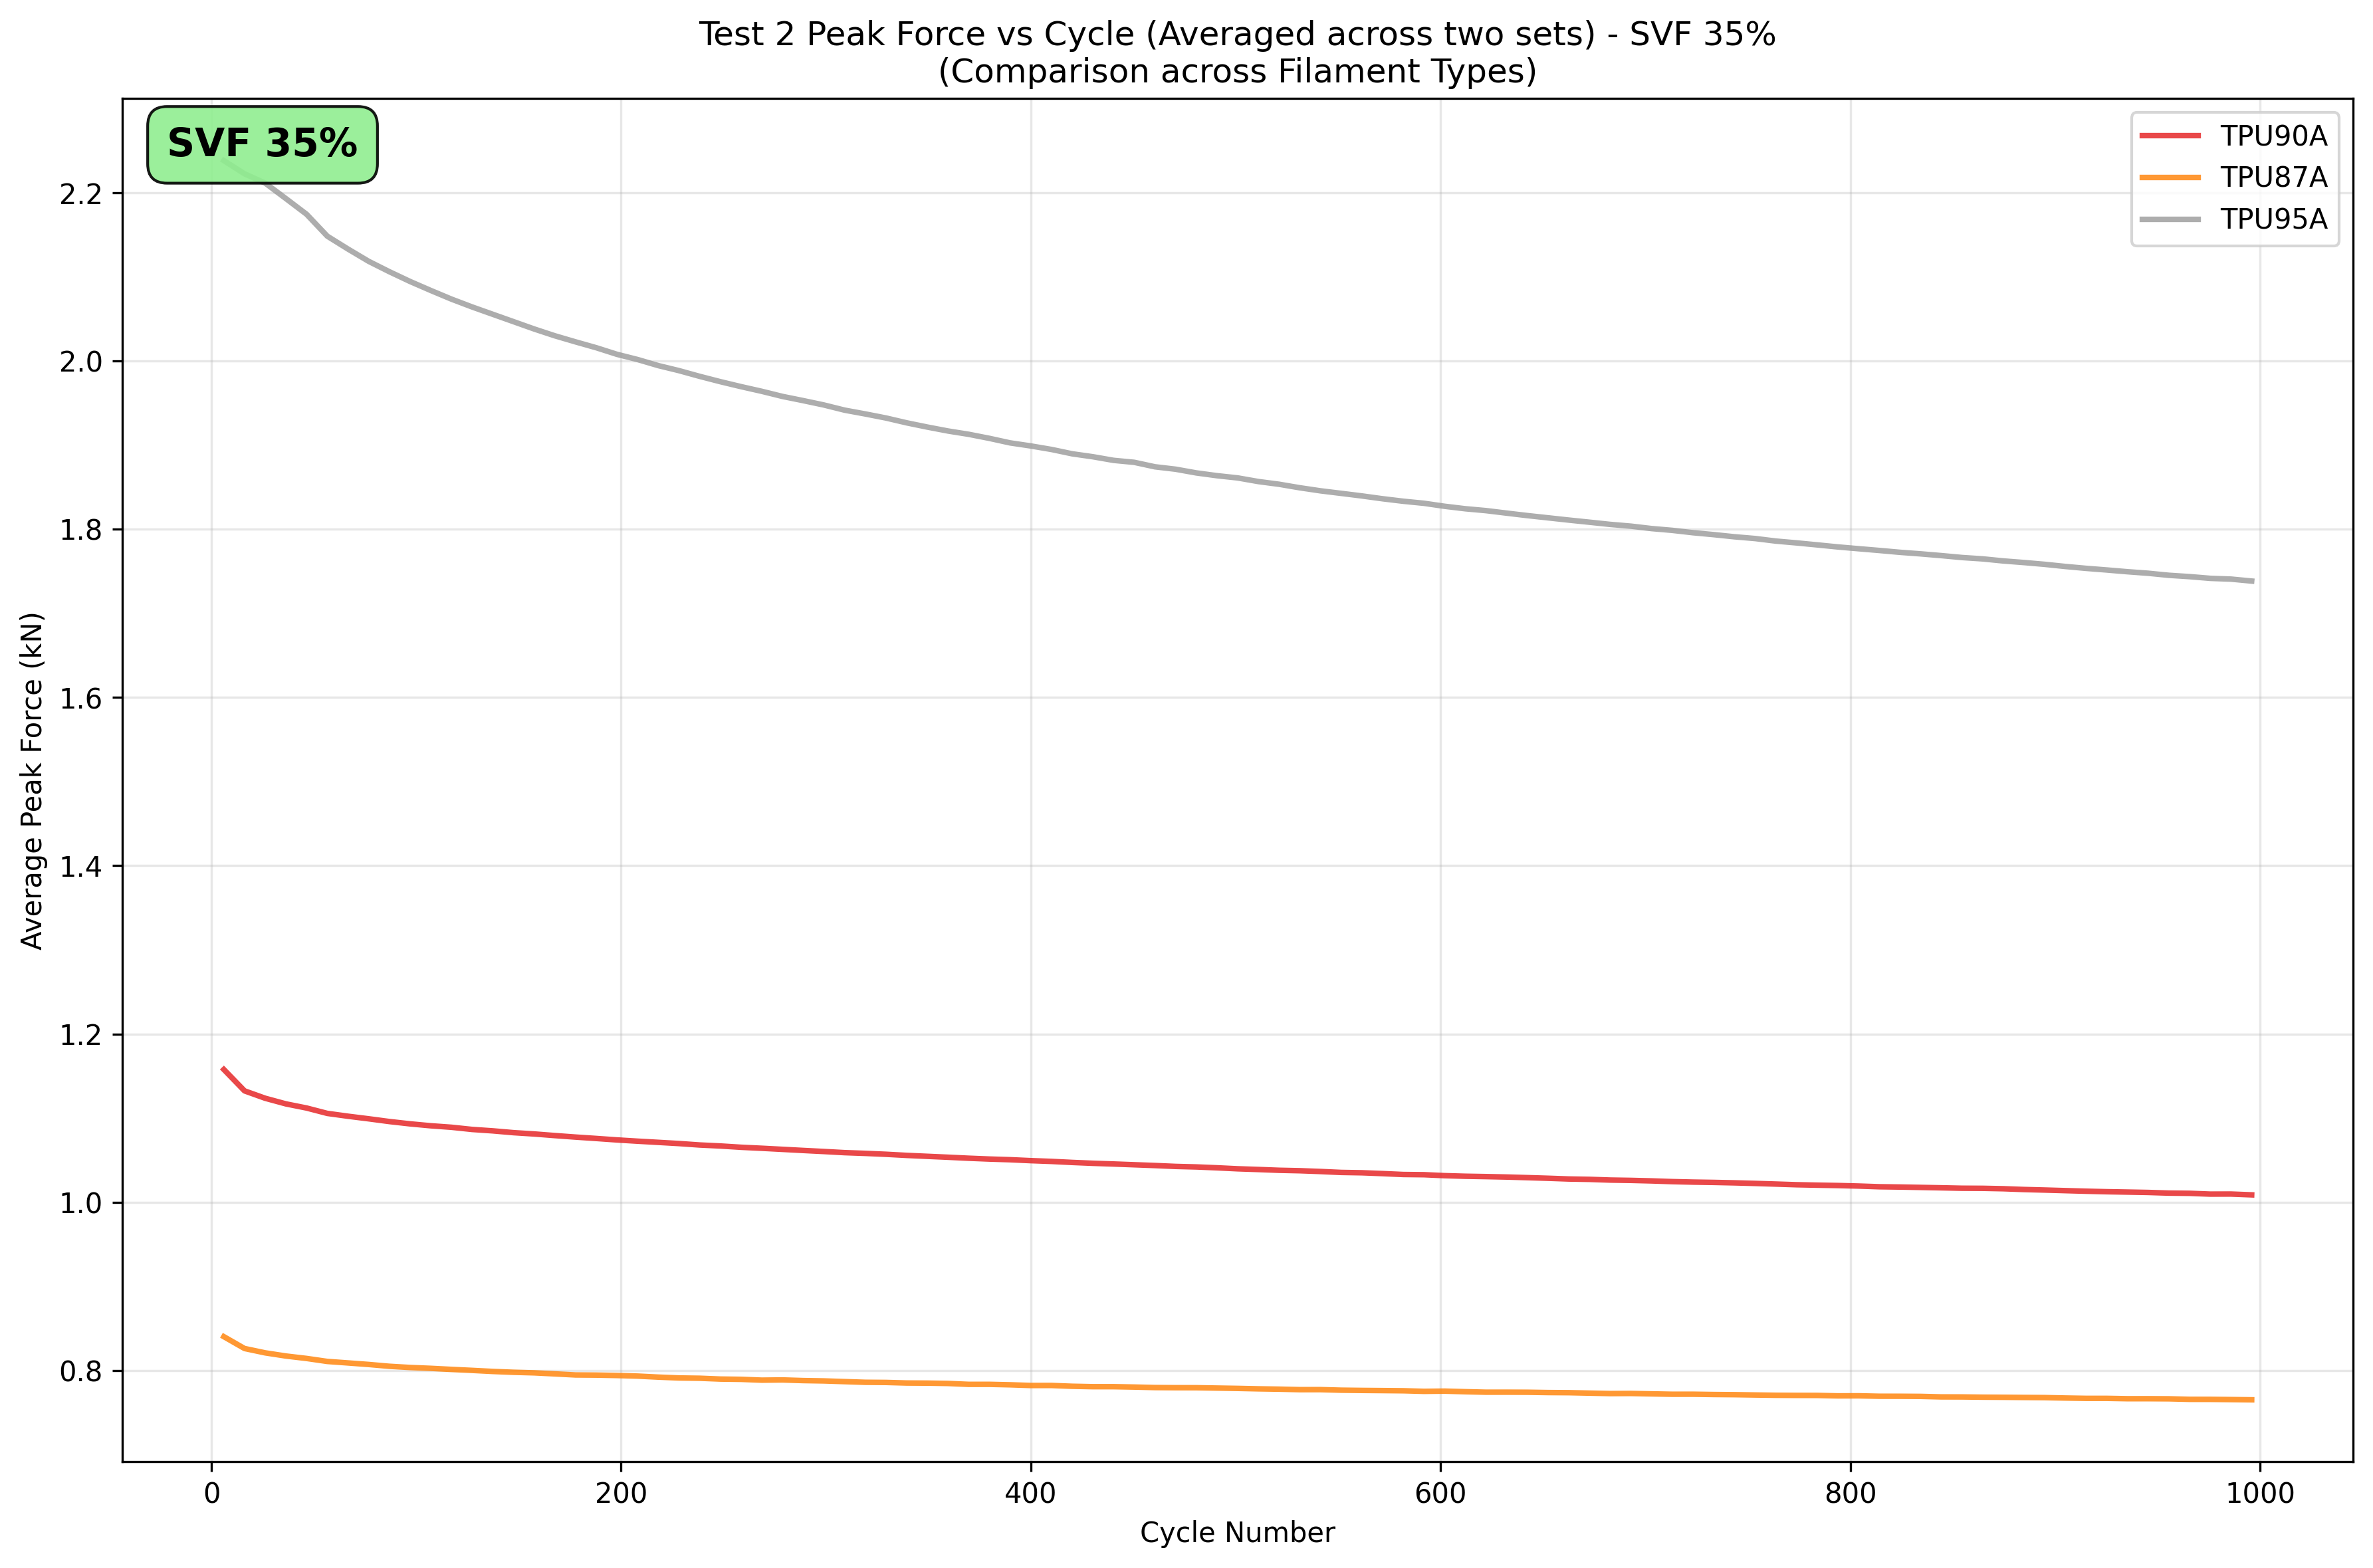 Test 2 Peak Force vs Cycle (Averaged across two sets) - SVF 35%
(Comparison across Filament Types)
SVF 35%
TPU90A
TPU87A
TPU95A
Average Peak Force (kN)
2.2
2.0
1.8
1.6
1.4
1.2
1.0
0.8
0
200
400
600
800
1000
Cycle Number